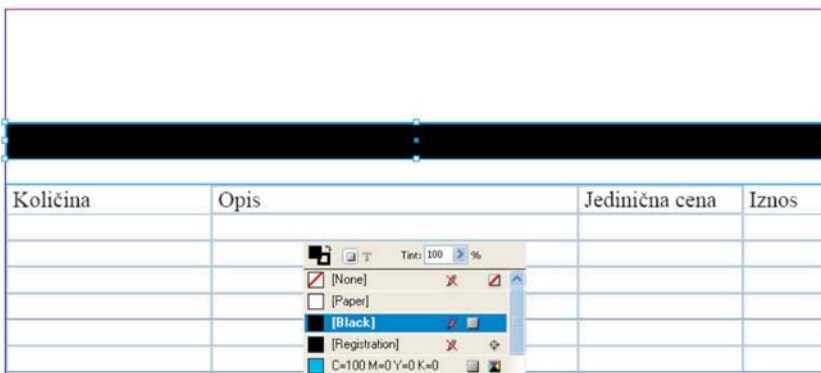 Količina Opis Jedinična cena Iznos
T Tint: 100 %
[None]
[Paper]
[Black]
[Registration]
C=100 M=0 Y=0 K=0